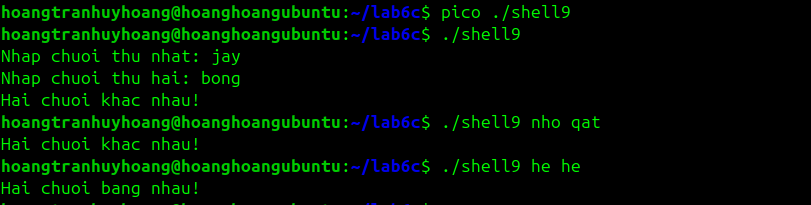 hoangtranhuyhoang@hoanghoangubuntu:~/lab6c$ pico ./shell9
hoangtranhuyhoang@hoanghoangubuntu:~/lab6c$ ./shell9
Nhap chuoi thu nhat: jay
Nhap chuoi thu hai: bong
Hai chuoi khac nhau!
hoangtranhuyhoang@hoanghoangubuntu:~/lab6c$ ./shell9 nho qat
Hai chuoi khac nhau!
hoangtranhuyhoang@hoanghoangubuntu:~/lab6c$ ./shell9 he he
Hai chuoi bang nhau!